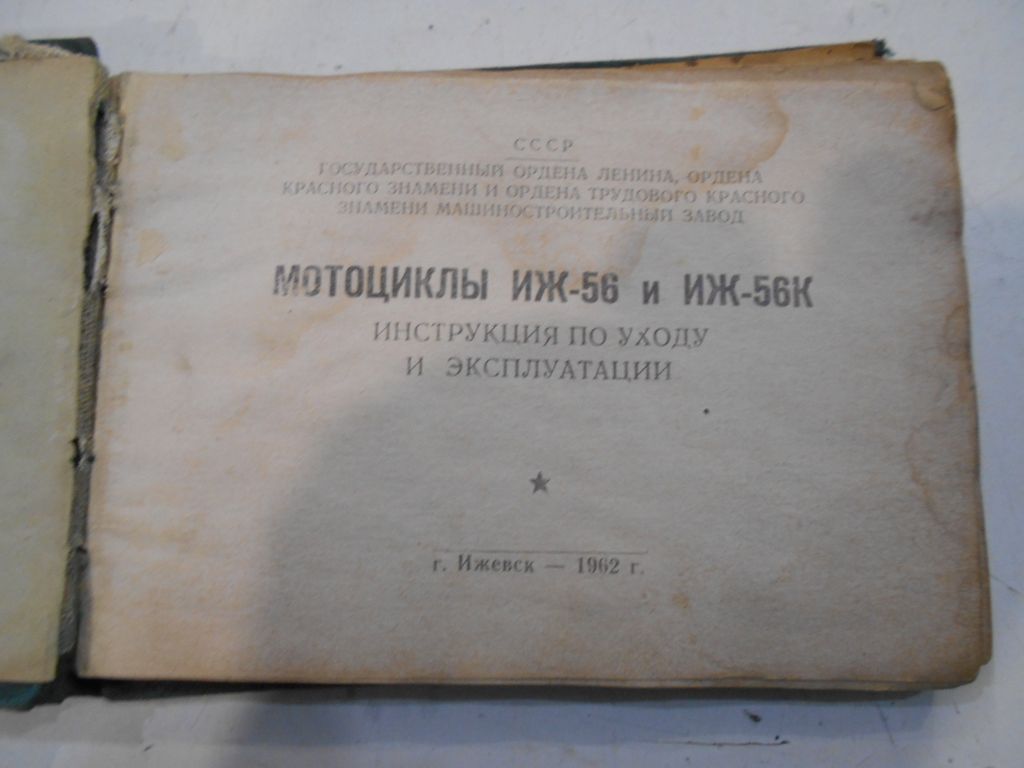 СССР
ГОСУДАРСТВЕННЫЙ ОРДЕНА ЛЕНИНА, ОРДЕНА
КРАСНОГО ЗНАМЕНИ И ОРДЕНА ТРУДОВОГО КРАСНОГО
ЗНАМЕНИ МАШИНОСТРОИТЕЛЬНЫЙ ЗАВОД
МОТОЦИКЛЫ ИЖ-56 и ИЖ-56К
ИНСТРУКЦИЯ ПО УХОДУ
И ЭКСПЛУАТАЦИИ
г. Ижевск — 1962 г.